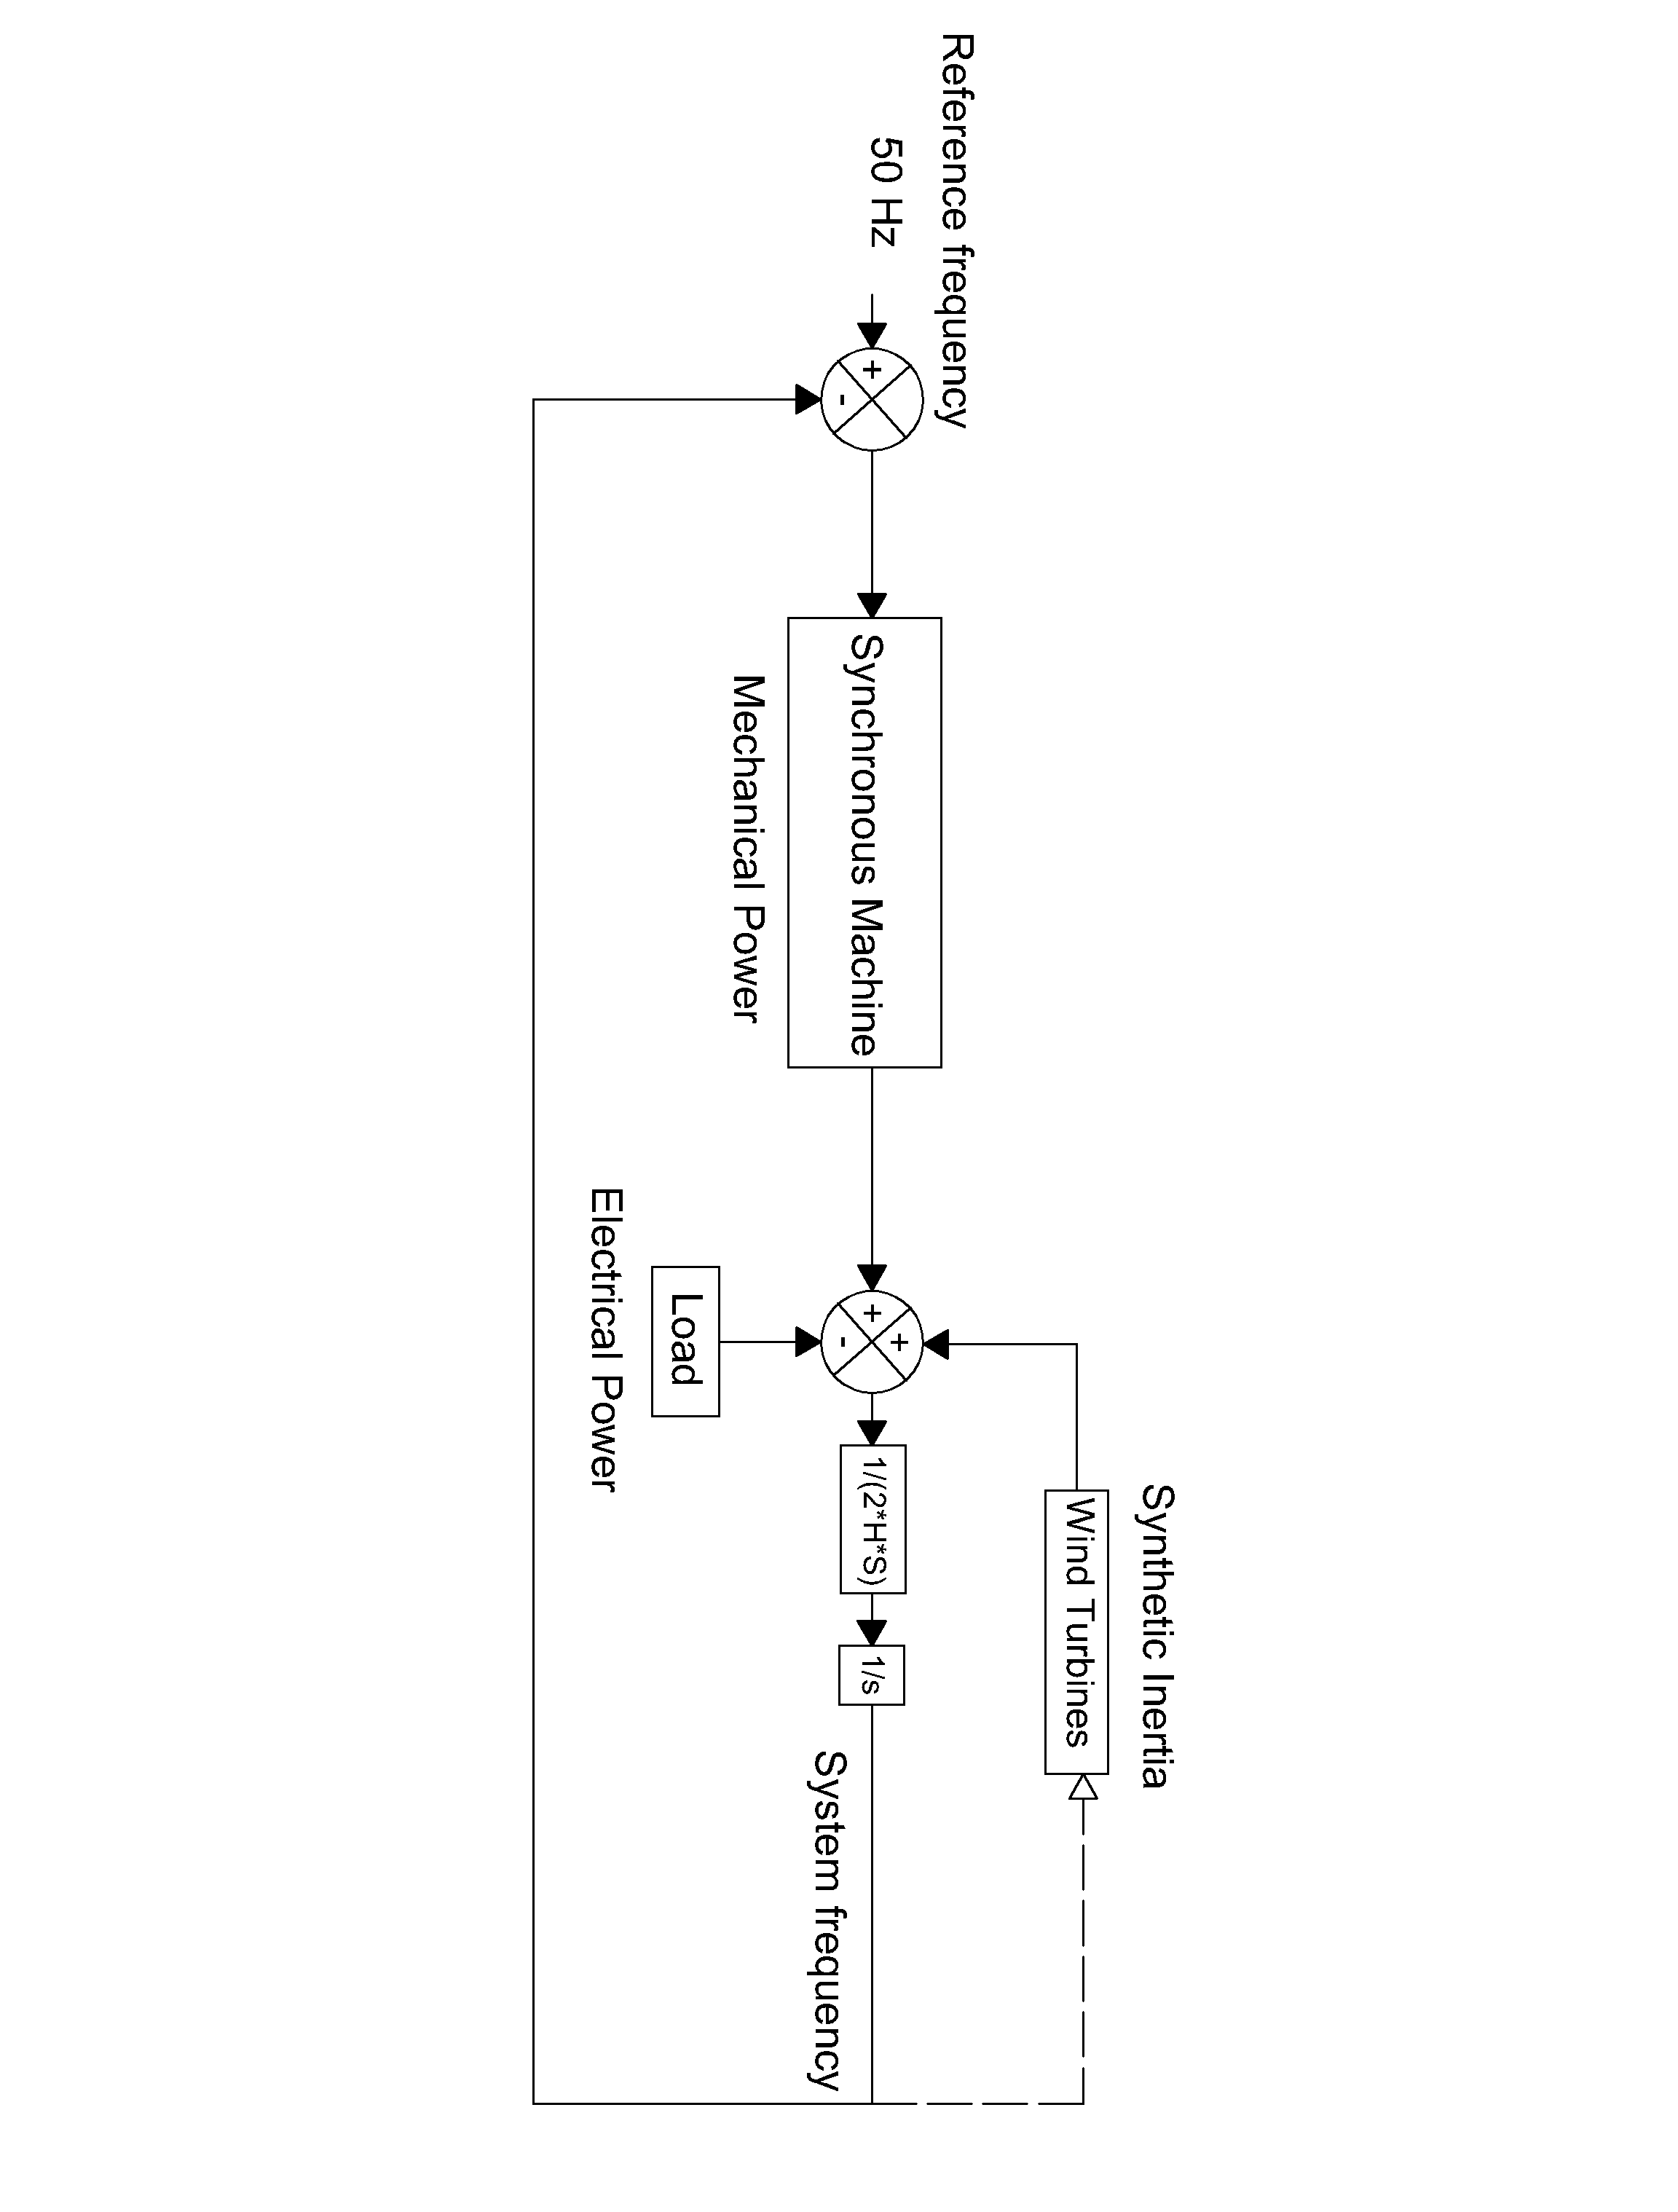 Reference frequency
50 Hz
+
-
Synchronous Machine
Mechanical Power
+
+
-
Load
Electrical Power
1/(2*H*S)
1/s
Synthetic Inertia
Wind Turbines
System frequency